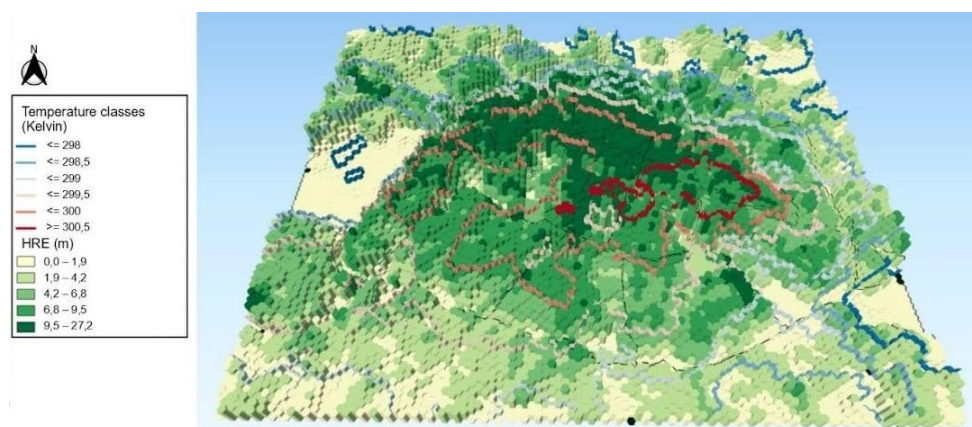 N
Temperature classes
(Kelvin)
<= 298
<= 298,5
<= 299
<= 299,5
<= 300
>= 300,5
HRE (m)
0,0 – 1,9
1,9 – 4,2
4,2 – 6,8
6,8 – 9,5
9,5 – 27,2